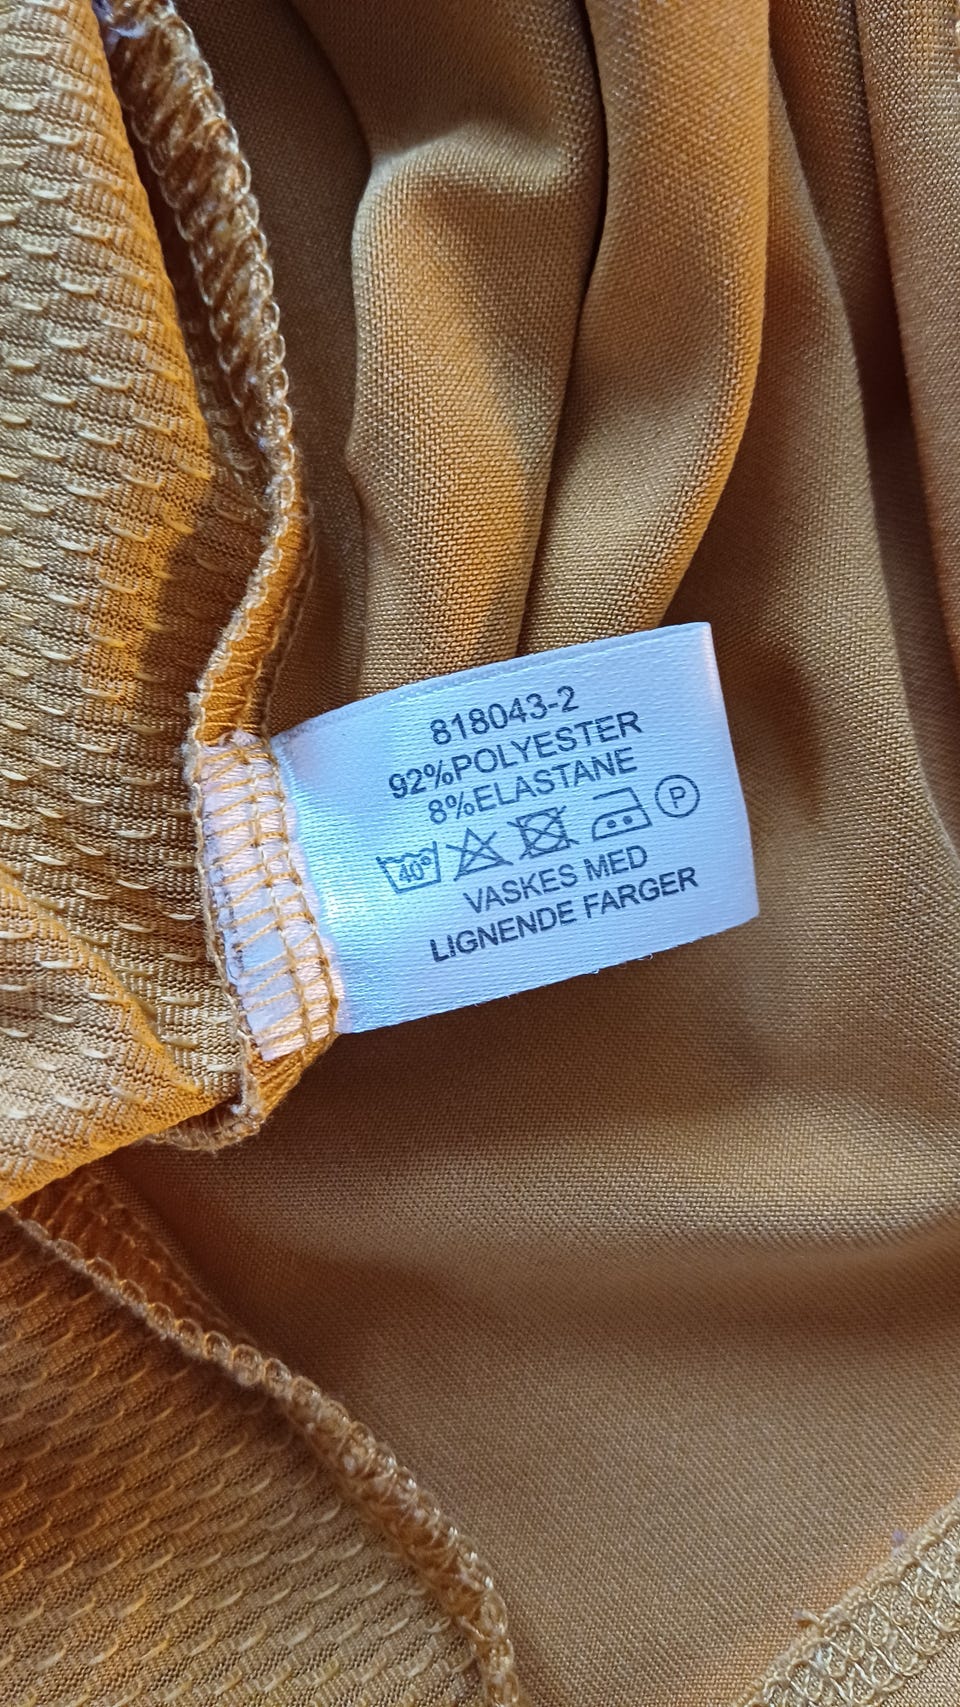 818043-2
92%POLYESTER
8%ELASTANE
40° P
VASKES MED
LIGNENDE FARGER